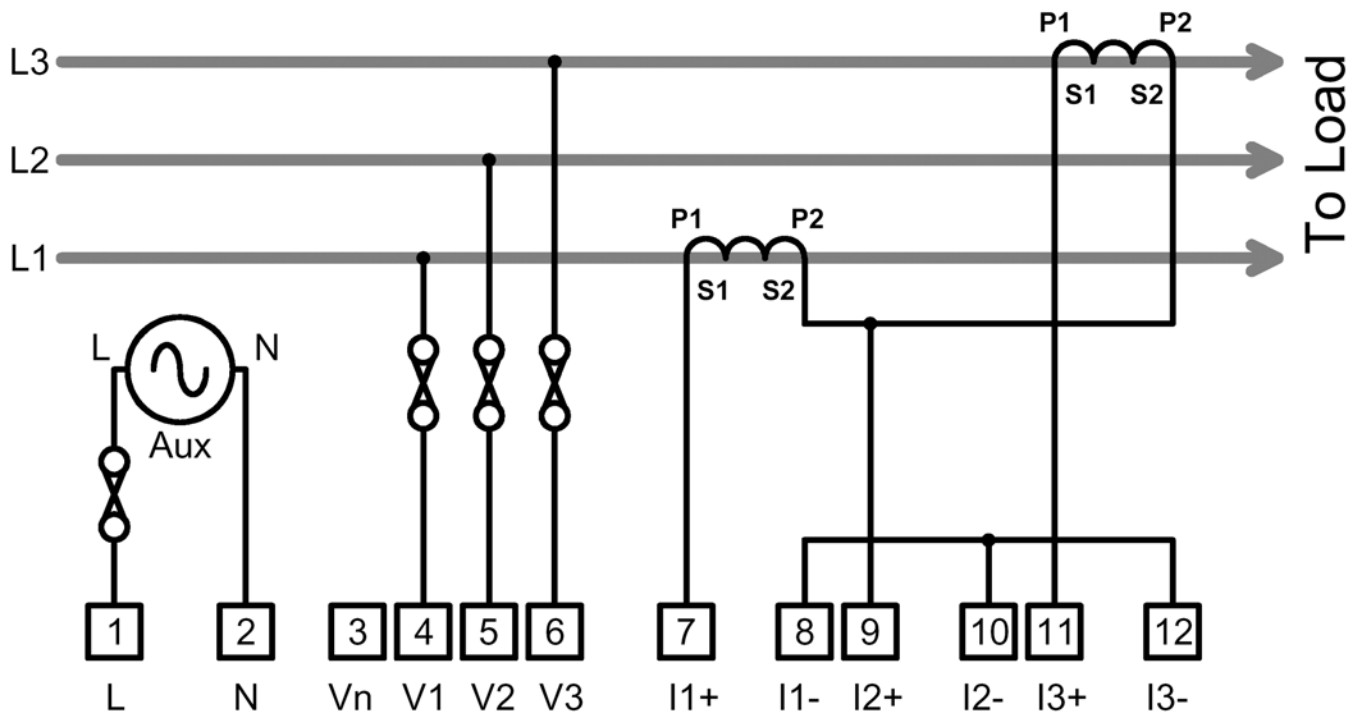 P1 P2
L3
S1 S2
To Load
L2
P1 P2
L1
S1 S2
L N
Aux
1 2 3 4 5 6 7 8 9 10 11 12
L N Vn V1 V2 V3 I1+ I1- I2+ I2- I3+ I3-